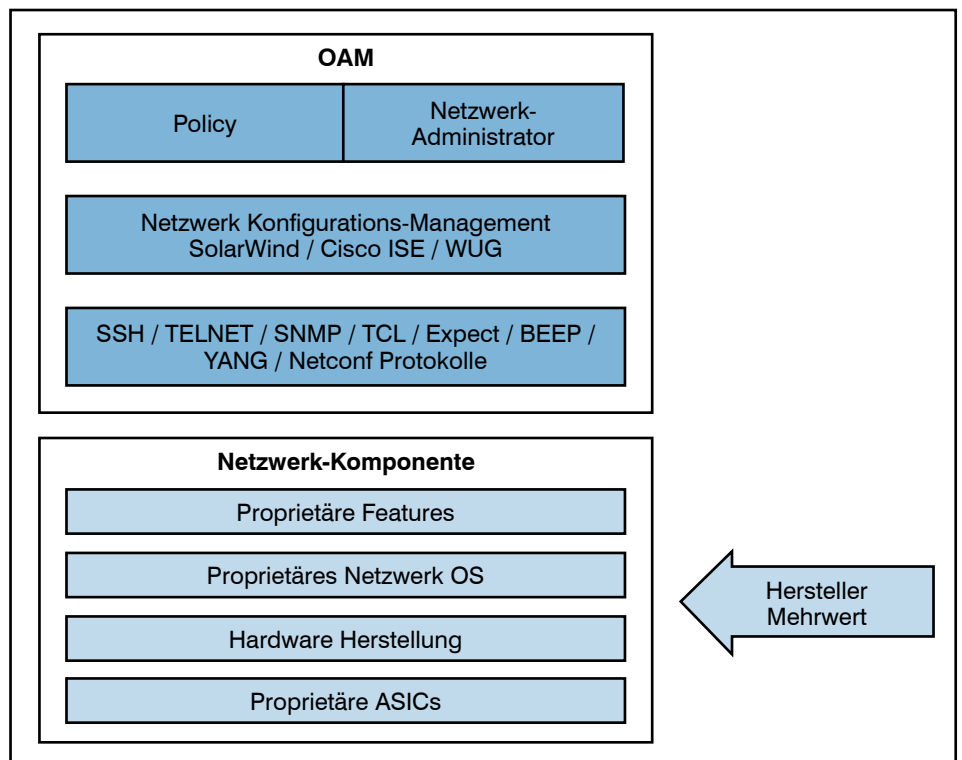 OAM
Policy
Netzwerk-
Administrator
Netzwerk Konfigurations-Management
SolarWind / Cisco ISE / WUG
SSH / TELNET / SNMP / TCL / Expect / BEEP /
YANG / Netconf Protokolle
Netzwerk-Komponente
Proprietäre Features
Proprietäres Netzwerk OS
Hardware Herstellung
Proprietäre ASICs
Hersteller
Mehrwert